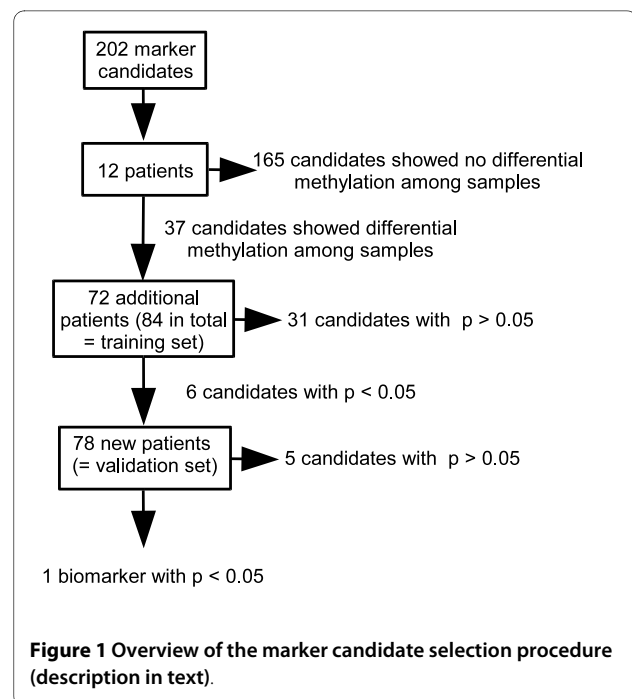 202 marker
candidates
12 patients
165 candidates showed no differential
methylation among samples
37 candidates showed differential
methylation among samples
72 additional
patients (84 in total
= training set)
31 candidates with p > 0.05
6 candidates with p < 0.05
78 new patients
(= validation set)
5 candidates with p > 0.05
1 biomarker with p < 0.05
Figure 1 Overview of the marker candidate selection procedure
(description in text).